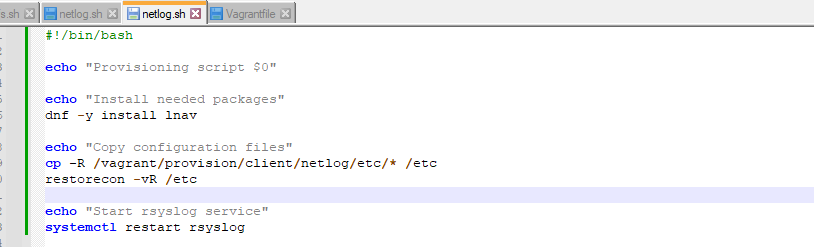 s.sh netlog.sh netlog.sh Vagrantfile
#!/bin/bash
echo "Provisioning script $0"
echo "Install needed packages"
dnf -y install lnav
echo "Copy configuration files"
cp -R /vagrant/provision/client/netlog/etc/* /etc
restorecon -vR /etc
echo "Start rsyslog service"
systemctl restart rsyslog